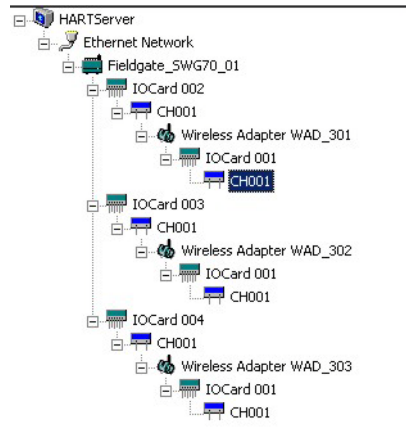 HARTServer
Ethernet Network
Fieldgate_SWG70_01
IOCard 002
CH001
Wireless Adapter WAD_301
IOCard 001
CH001
IOCard 003
CH001
Wireless Adapter WAD_302
IOCard 001
CH001
IOCard 004
CH001
Wireless Adapter WAD_303
IOCard 001
CH001